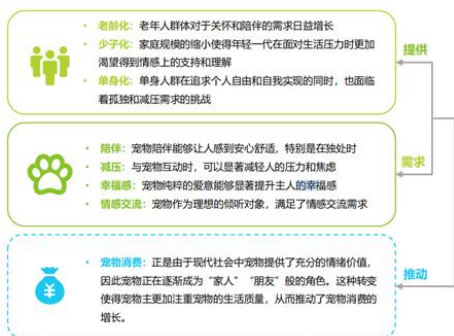 老龄化：老年人群体对于关怀和陪伴的需求日益增长
少子化：家庭规模的缩小使得年轻一代在面对生活压力时更加
渴望得到情感上的支持和理解
单身化：单身人群在追求个人自由和自我实现的同时，也面临
着孤独和减压需求的挑战
提供
陪伴：宠物陪伴能够让人感到安心舒适，特别是在独处时
减压：与宠物互动时，可以显著减轻人的压力和焦虑
幸福感：宠物纯粹的爱意能够显著提升主人的幸福感
情感交流：宠物作为理想的倾听对象，满足了情感交流需求
需求
宠物消费：正是由于现代社会中宠物提供了充分的情绪价值，
因此宠物正在逐渐成为“家人”“朋友”般的角色。这种转变
使得宠物主更加注重宠物的生活质量，从而推动了宠物消费的
增长。
推动
¥